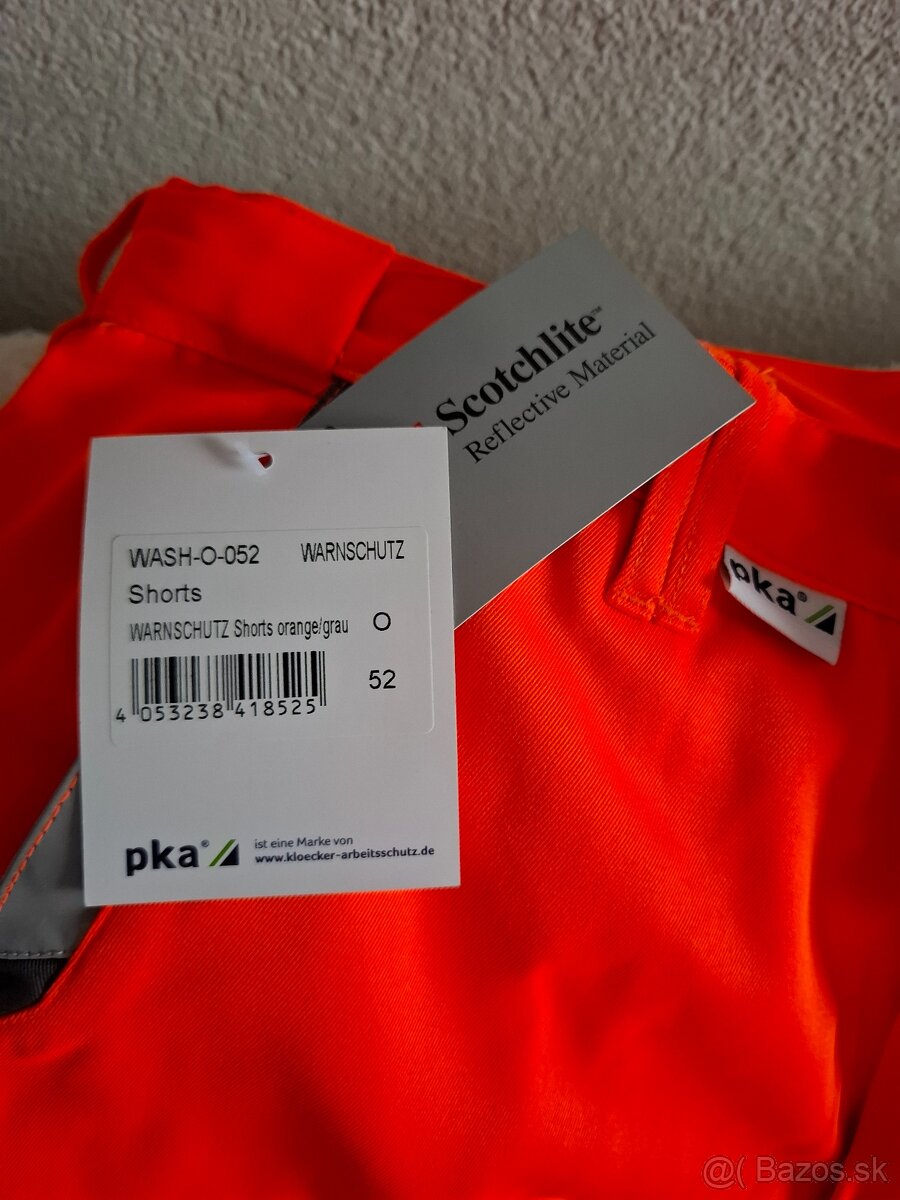 Scotchlite™
Reflective Material
WASH-O-052 WARNSCHUTZ
Shorts
WARNSCHUTZ Shorts orange/grau O
52
4 053238 418525
pka® ist eine Marke von
www.kloecker-arbeitsschutz.de
pka®
@( Bazos.sk